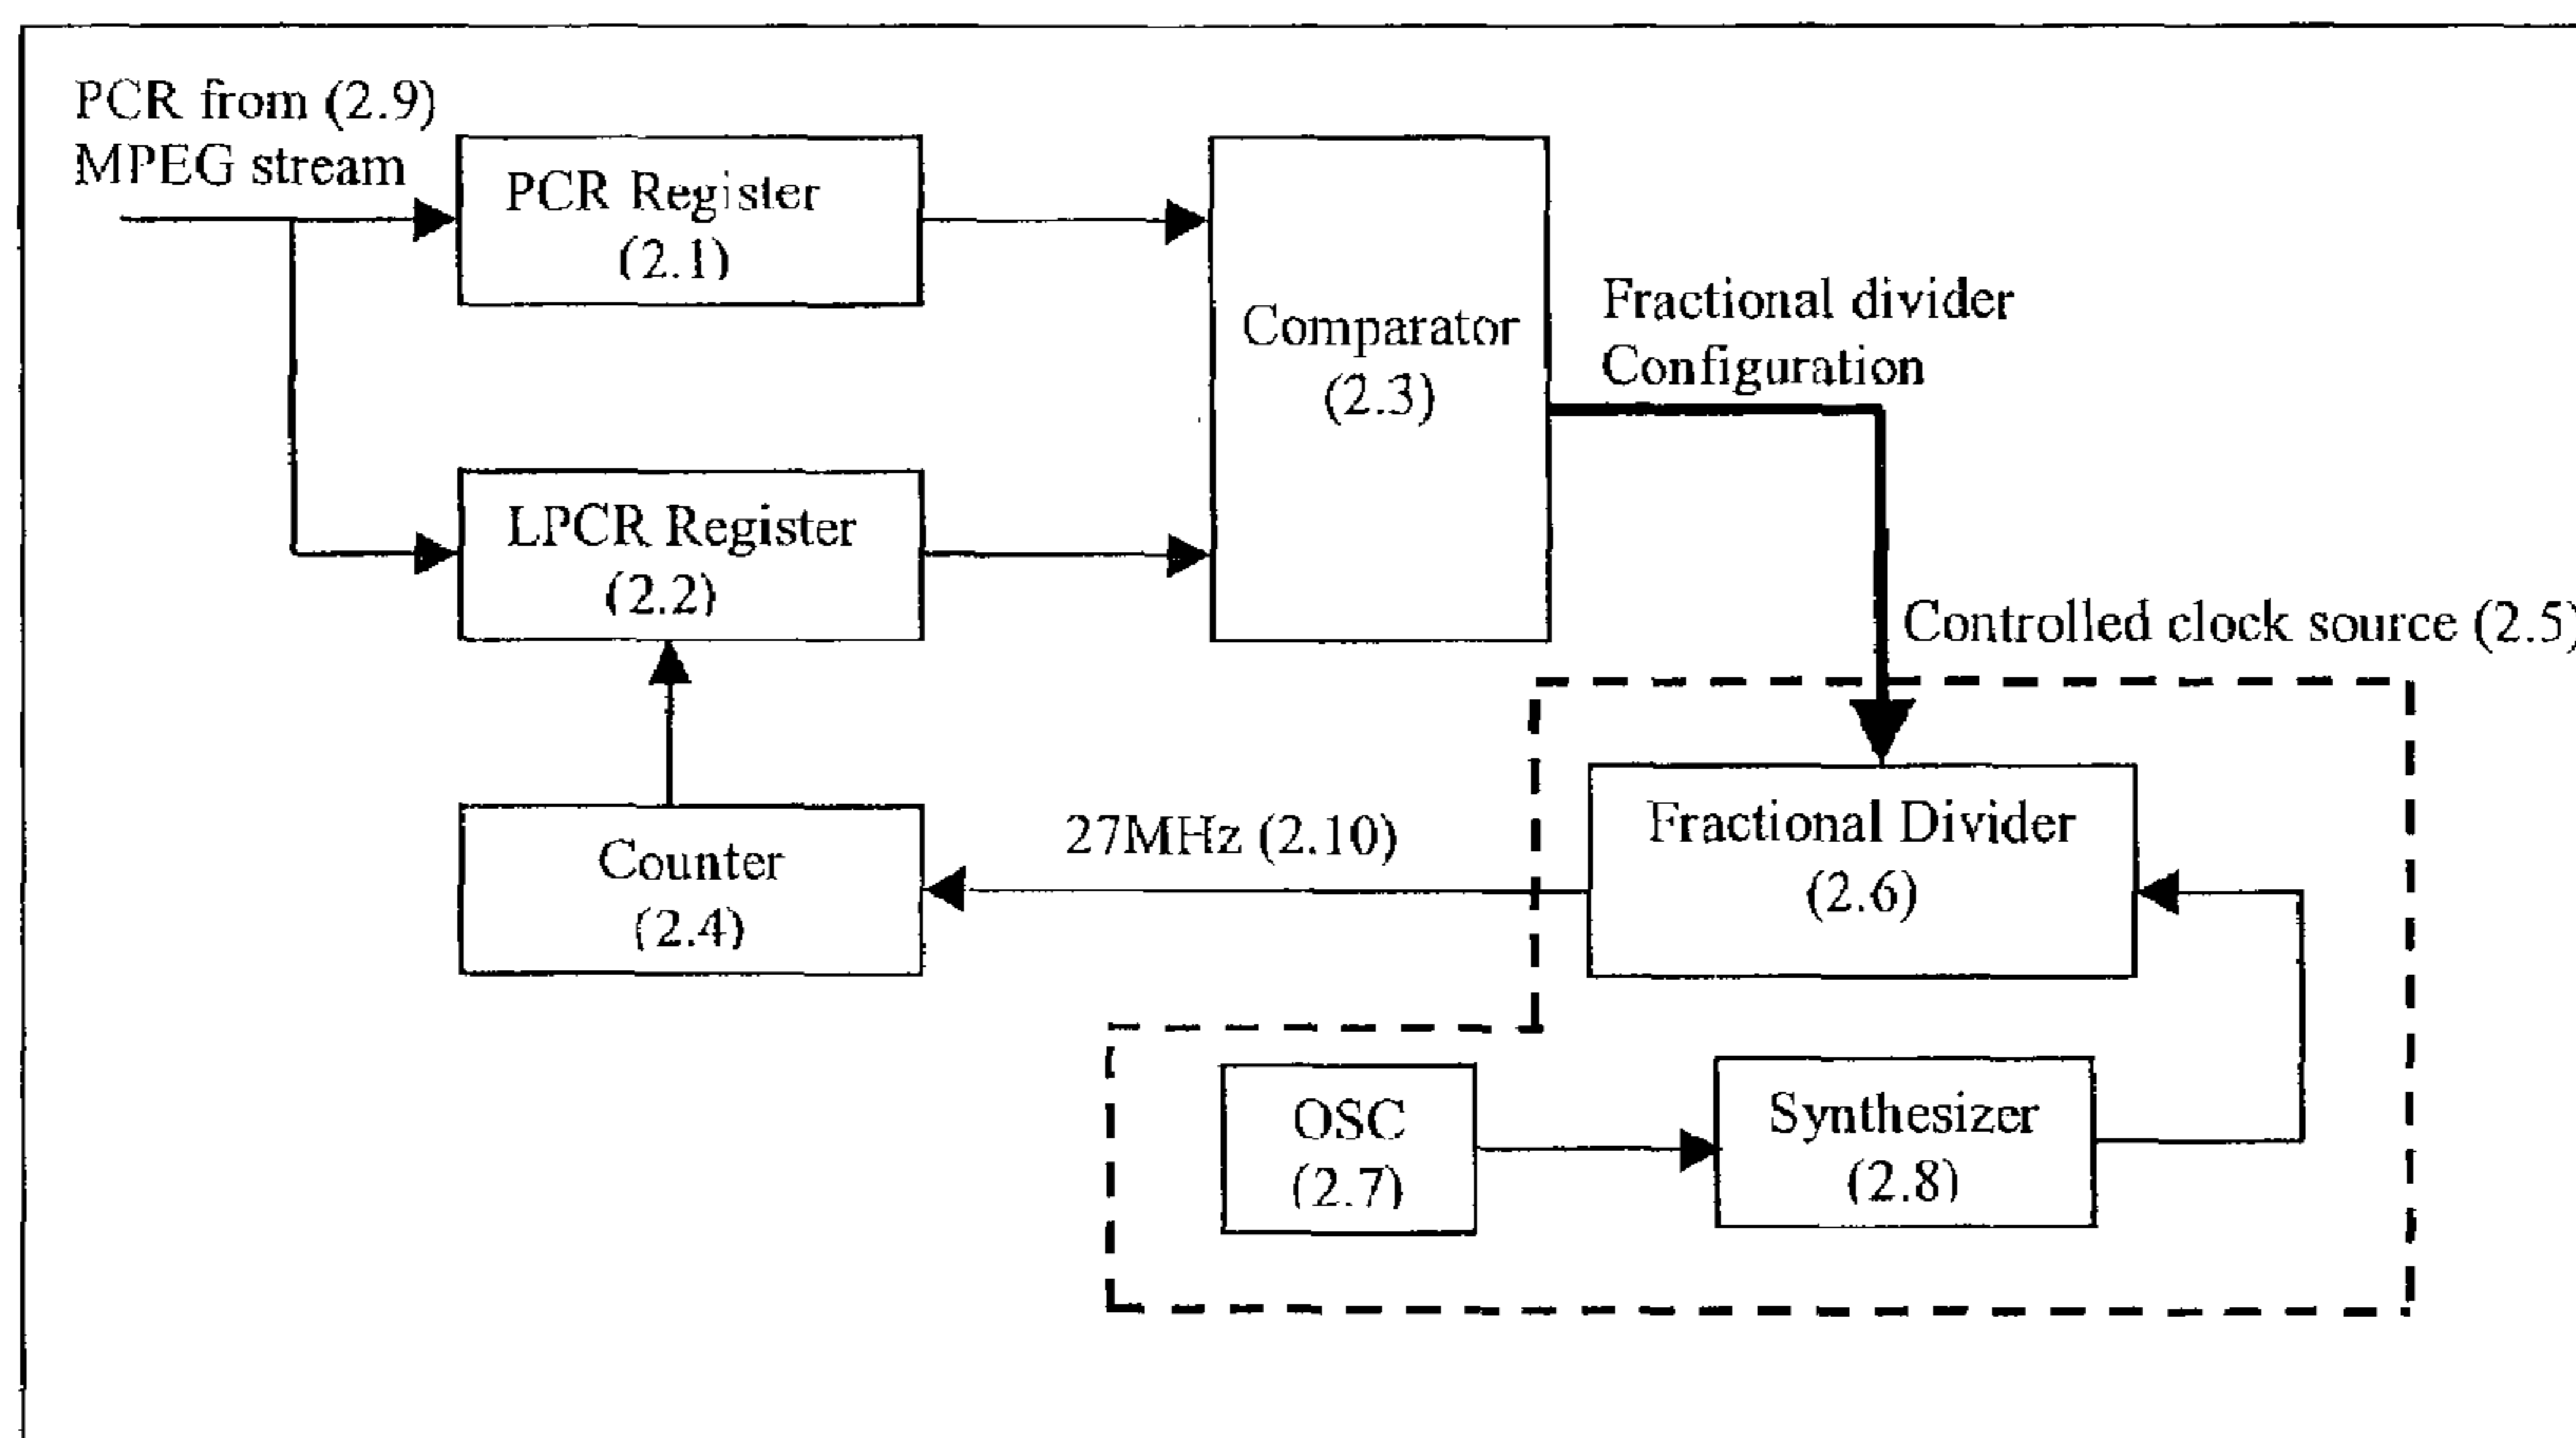 PCR from (2.9)
MPEG stream
PCR Register
(2.1)
Comparator
(2.3)
Fractional divider
Configuration
LPCR Register
(2.2)
Controlled clock source (2.5)
Counter
(2.4)
27MHz (2.10)
Fractional Divider
(2.6)
OSC
(2.7)
Synthesizer
(2.8)